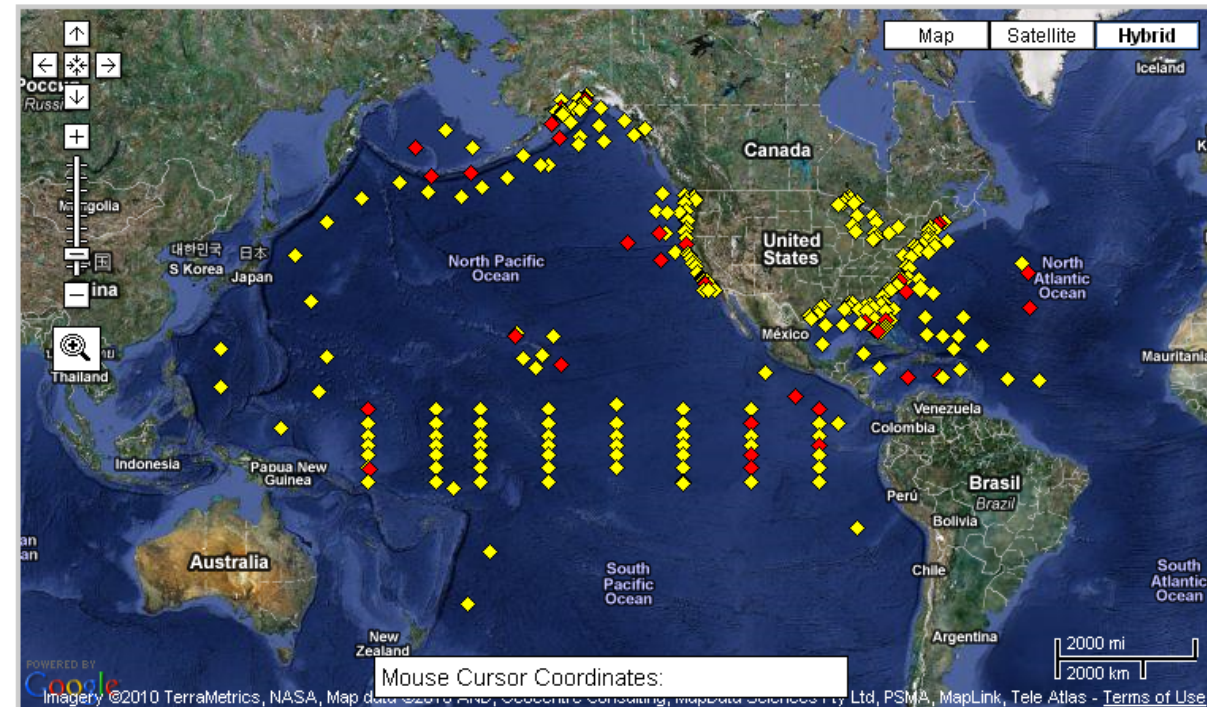 Map Satellite Hybrid
Iceland
Росси
Russi
Canada
Mongolia
United
States
대한민국
日本
S Korea
Japan
国
ina
North Pacific
Ocean
North
Atlantic
Ocean
México
Mauritania
Thailand
Venezuela
Colombia
Indonesia
Papua New
Guinea
Perú
Brasil
Brazil
Bolivia
an
an
Australia
South
Pacific
Ocean
Chile
South
Atlantic
Ocean
New
Zealand
Argentina
2000 mi
2000 km
POWERED BY
Google
Mouse Cursor Coordinates:
Imagery ©2010 TerraMetrics, NASA, Map data ©2010 AND, Geocentre Consulting, MapData Sciences Pty Ltd, PSMA, MapLink, Tele Atlas - Terms of Use